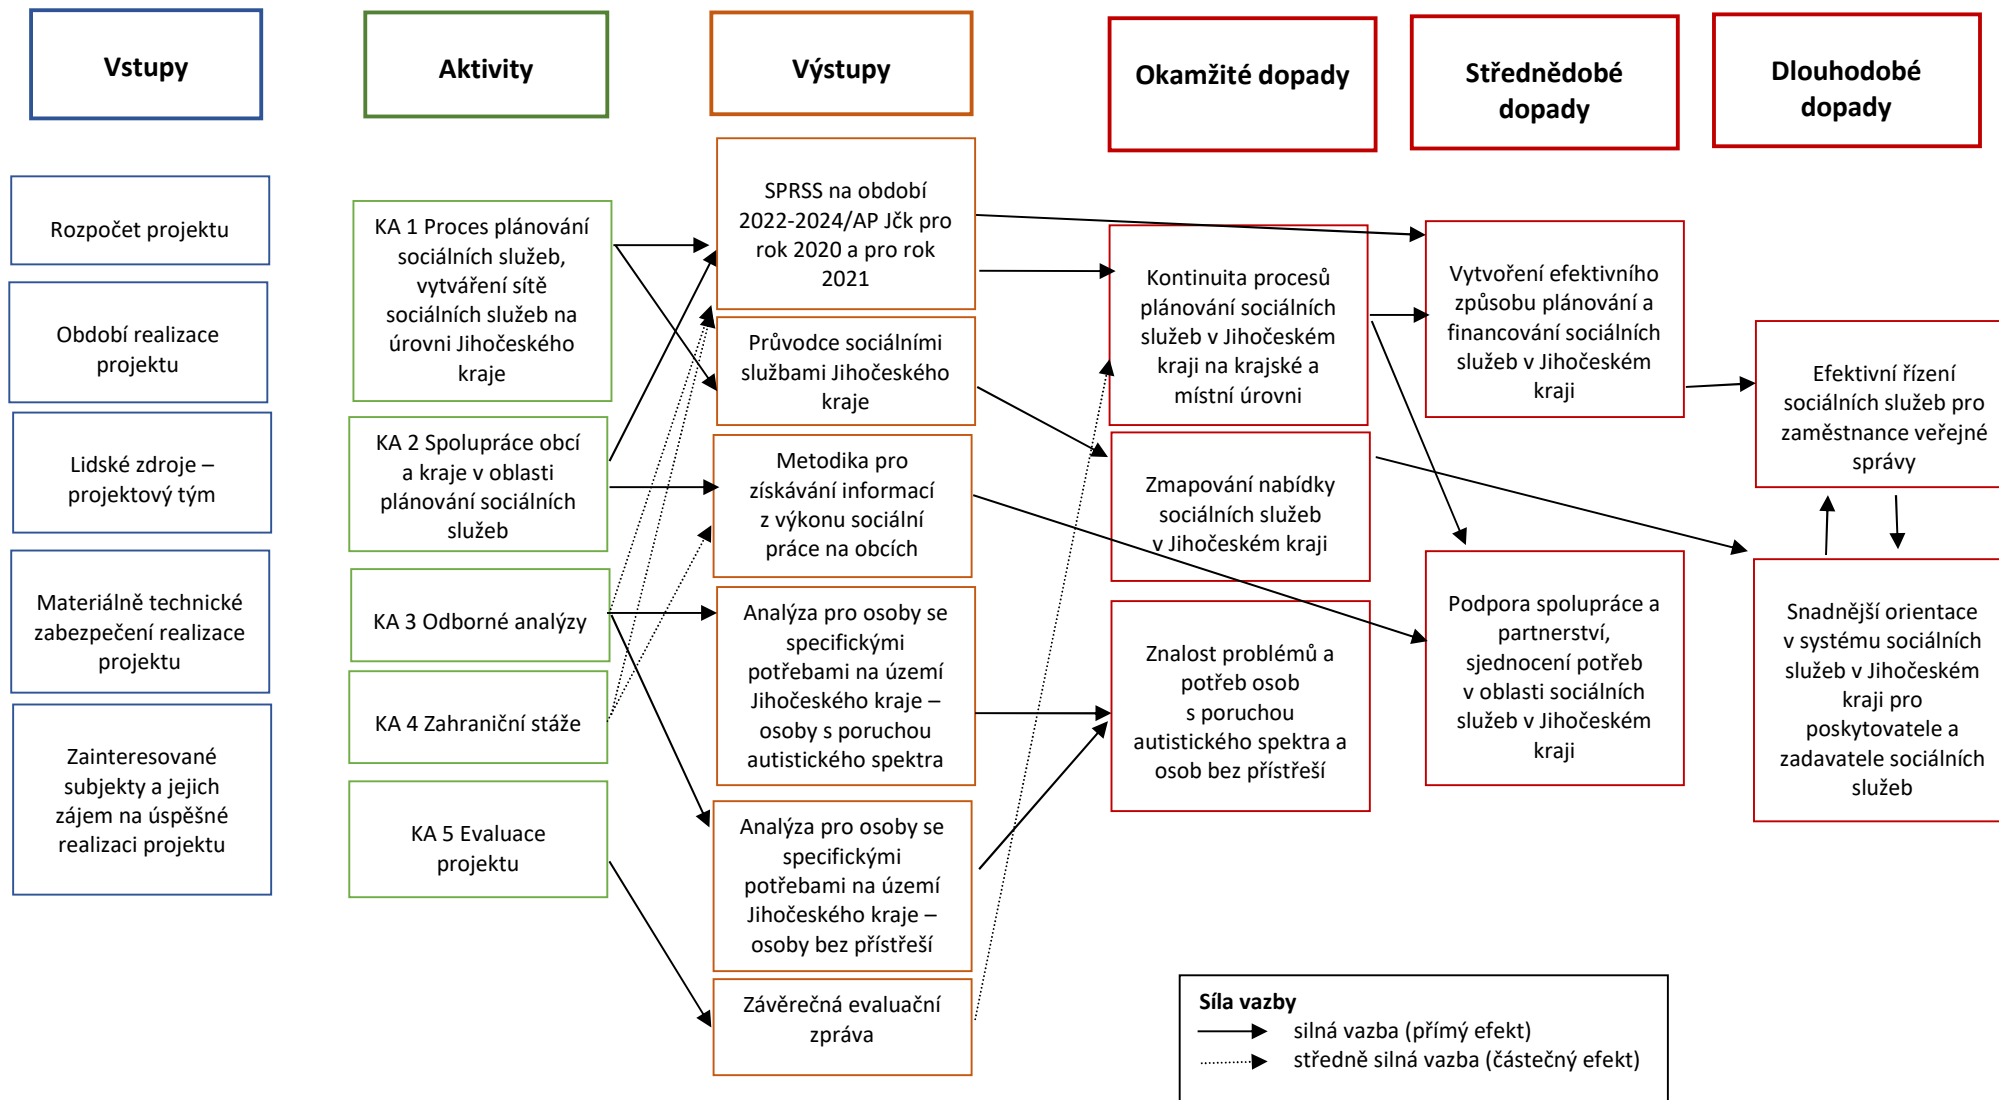 Vstupy
Aktivity
Výstupy
Okamžité dopady
Střednědobé
dopady
Dlouhodobé
dopady
Rozpočet projektu
Období realizace
projektu
Lidské zdroje –
projektový tým
Materiálně technické
zabezpečení realizace
projektu
Zainteresované
subjekty a jejich
zájem na úspěšné
realizaci projektu
KA 1 Proces plánování
sociálních služeb,
vytváření sítě
sociálních služeb na
úrovni Jihočeského
kraje
KA 2 Spolupráce obcí
a kraje v oblasti
plánování sociálních
služeb
KA 3 Odborné analýzy
KA 4 Zahraniční stáže
KA 5 Evaluace
projektu
SPRSS na období
2022-2024/AP Jčk pro
rok 2020 a pro rok
2021
Průvodce sociálními
službami Jihočeského
kraje
Metodika pro
získávání informací
z výkonu sociální
práce na obcích
Analýza pro osoby se
specifickými
potřebami na území
Jihočeského kraje –
osoby s poruchou
autistického spektra
Analýza pro osoby se
specifickými
potřebami na území
Jihočeského kraje –
osoby bez přístřeší
Závěrečná evaluační
zpráva
Kontinuita procesů
plánování sociálních
služeb v Jihočeském
kraji na krajské a
místní úrovni
Zmapování nabídky
sociálních služeb
v Jihočeském kraji
Znalost problémů a
potřeb osob
s poruchou
autistického spektra a
osob bez přístřeší
Vytvoření efektivního
způsobu plánování a
financování sociálních
služeb v Jihočeském
kraji
Podpora spolupráce a
partnerství,
sjednocení potřeb
v oblasti sociálních
služeb v Jihočeském
kraji
Efektivní řízení
sociálních služeb pro
zaměstnance veřejné
správy
Snadnější orientace
v systému sociálních
služeb v Jihočeském
kraji pro
poskytovatele a
zadavatele sociálních
služeb
Síla vazby
silná vazba (přímý efekt)
středně silná vazba (částečný efekt)